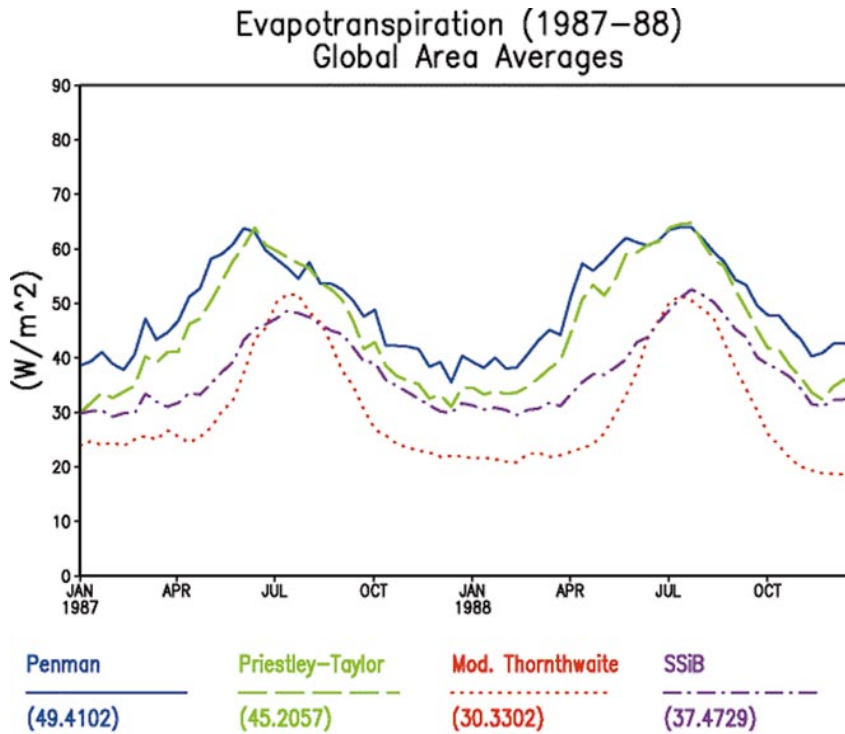 Evapotranspiration (1987-88)
Global Area Averages
(W/m^2)
90
80
70
60
50
40
30
20
10
0
JAN APR JUL OCT JAN APR JUL OCT
1987 1988
Penman Priestley-Taylor Mod. Thornthwaite SSiB
(49.4102) (45.2057) (30.3302) (37.4729)